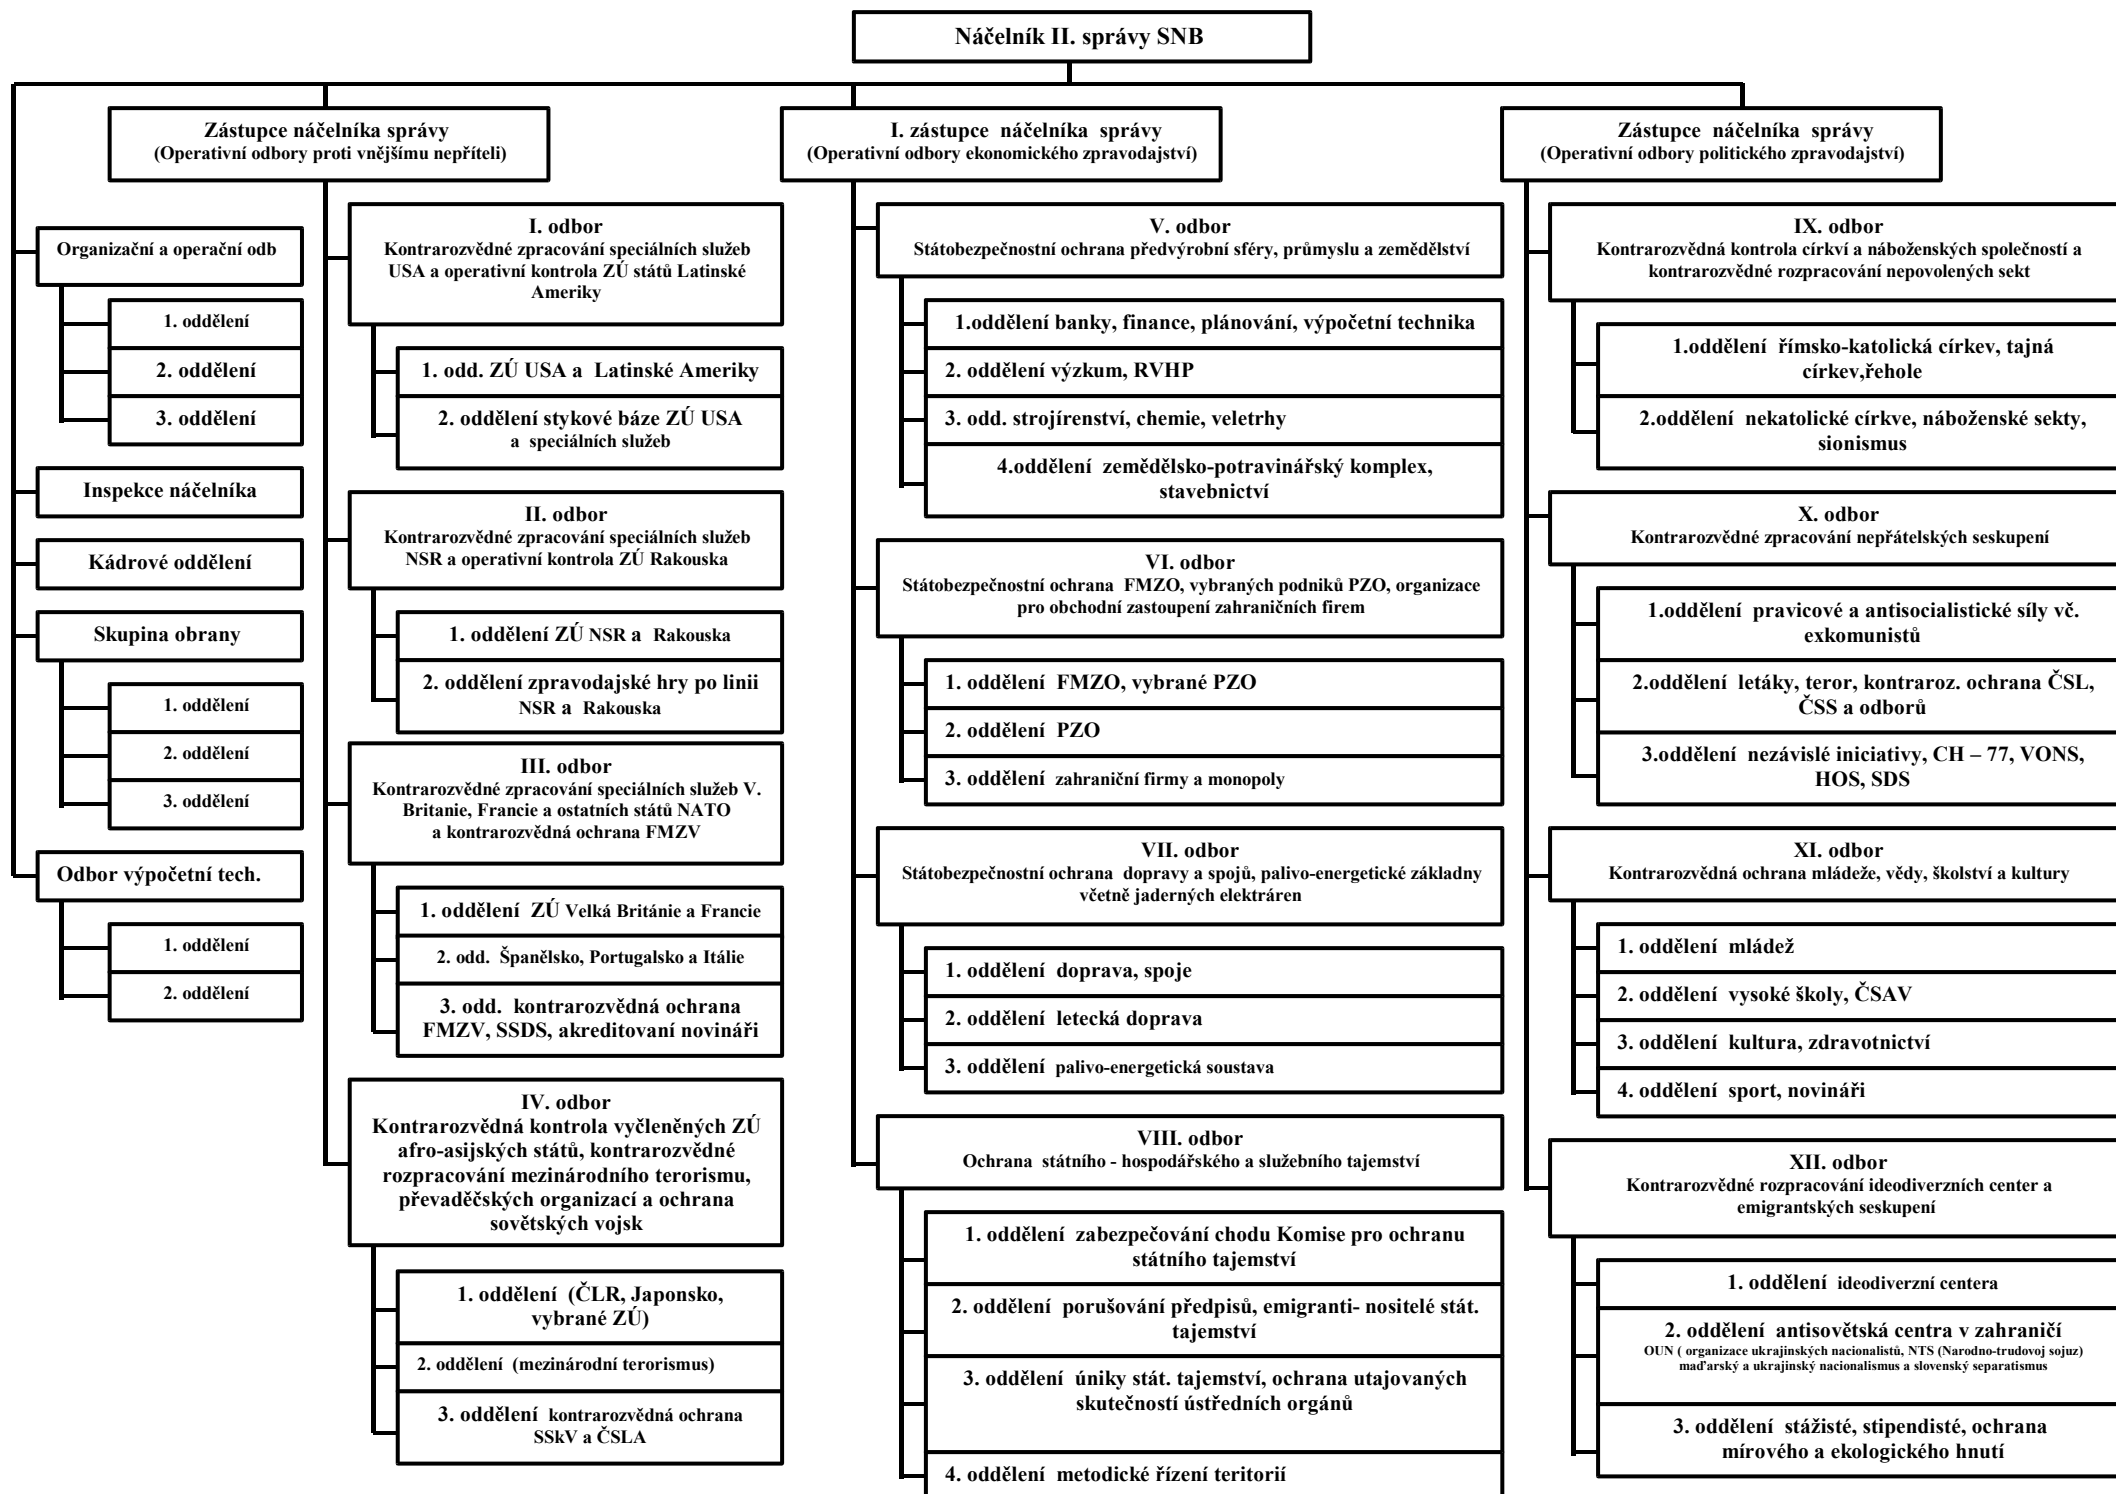 Náčelník II. správy SNB
Zástupce náčelníka správy
(Operativní odbory proti vnějšímu nepříteli)
I. zástupce náčelníka správy
(Operativní odbory ekonomického zpravodajství)
Zástupce náčelníka správy
(Operativní odbory politického zpravodajství)
Organizační a operační odb
1. oddělení
2. oddělení
3. oddělení
Inspekce náčelníka
Kádrové oddělení
Skupina obrany
1. oddělení
2. oddělení
3. oddělení
Odbor výpočetní tech.
1. oddělení
2. oddělení
I. odbor
Kontrarozvědné zpracování speciálních služeb
USA a operativní kontrola ZÚ států Latinské
Ameriky
1. odd. ZÚ USA a Latinské Ameriky
2. oddělení stykové báze ZÚ USA
a speciálních služeb
II. odbor
Kontrarozvědné zpracování speciálních služeb
NSR a operativní kontrola ZÚ Rakouska
1. oddělení ZÚ NSR a Rakouska
2. oddělení zpravodajské hry po linii
NSR a Rakouska
III. odbor
Kontrarozvědné zpracování speciálních služeb V.
Britanie, Francie a ostatních států NATO
a kontrarozvědná ochrana FMZV
1. oddělení ZÚ Velká Británie a Francie
2. odd. Španělsko, Portugalsko a Itálie
3. odd. kontrarozvědná ochrana
FMZV, SSDS, akreditovaní novináři
IV. odbor
Kontrarozvědná kontrola vyčleněných ZÚ
afro-asijských států, kontrarozvědné
rozpracování mezinárodního terorismu,
převaděčských organizací a ochrana
sovětských vojsk
1. oddělení (ČLR, Japonsko,
vybrané ZÚ)
2. oddělení (mezinárodní terorismus)
3. oddělení kontrarozvědná ochrana
SSkV a ČSLA
V. odbor
Státobezpečnostní ochrana předvýrobní sféry, průmyslu a zemědělství
1.oddělení banky, finance, plánování, výpočetní technika
2. oddělení výzkum, RVHP
3. odd. strojírenství, chemie, veletrhy
4.oddělení zemědělsko-potravinářský komplex,
stavebnictví
VI. odbor
Státobezpečnostní ochrana FMZO, vybraných podniků PZO, organizace
pro obchodní zastoupení zahraničních firem
1. oddělení FMZO, vybrané PZO
2. oddělení PZO
3. oddělení zahraniční firmy a monopoly
VII. odbor
Státobezpečnostní ochrana dopravy a spojů, palivo-energetické základny
včetně jaderných elektráren
1. oddělení doprava, spoje
2. oddělení letecká doprava
3. oddělení palivo-energetická soustava
VIII. odbor
Ochrana státního - hospodářského a služebního tajemství
1. oddělení zabezpečování chodu Komise pro ochranu
státního tajemství
2. oddělení porušování předpisů, emigranti- nositelé stát.
tajemství
3. oddělení úniky stát. tajemství, ochrana utajovaných
skutečností ústředních orgánů
4. oddělení metodické řízení teritorií
IX. odbor
Kontrarozvědná kontrola církví a náboženských společností a
kontrarozvědné rozpracování nepovolených sekt
1.oddělení římsko-katolická církev, tajná
církev,řehole
2.oddělení nekatolické církve, náboženské sekty,
sionismus
X. odbor
Kontrarozvědné zpracování nepřátelských seskupení
1.oddělení pravicové a antisocialistické síly vč.
exkomunistů
2.oddělení letáky, teror, kontraroz. ochrana ČSL,
ČSS a odborů
3.oddělení nezávislé iniciativy, CH – 77, VONS,
HOS, SDS
XI. odbor
Kontrarozvědná ochrana mládeže, vědy, školství a kultury
1. oddělení mládež
2. oddělení vysoké školy, ČSAV
3. oddělení kultura, zdravotnictví
4. oddělení sport, novináři
XII. odbor
Kontrarozvědné rozpracování ideodiverzních center a
emigrantských seskupení
1. oddělení ideodiverzní centera
2. oddělení antisovětská centra v zahraničí
OUN ( organizace ukrajinských nacionalistů, NTS (Narodno-trudovoj sojuz)
maďarský a ukrajinský nacionalismus a slovenský separatismus
3. oddělení stážisté, stipendisté, ochrana
mírového a ekologického hnutí